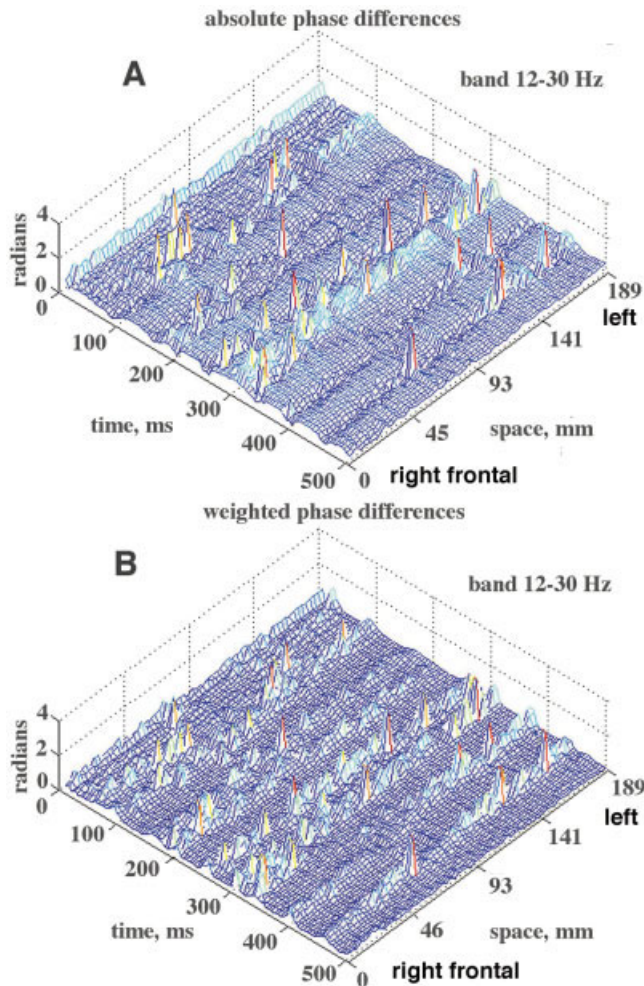 absolute phase differences
A
band 12-30 Hz
radians
4
2
0
0
100
200
300
400
500
time, ms
0
45
93
141
189
left
space, mm
right frontal
weighted phase differences
B
band 12-30 Hz
radians
4
2
0
0
100
200
300
400
500
time, ms
0
46
93
141
189
left
space, mm
right frontal